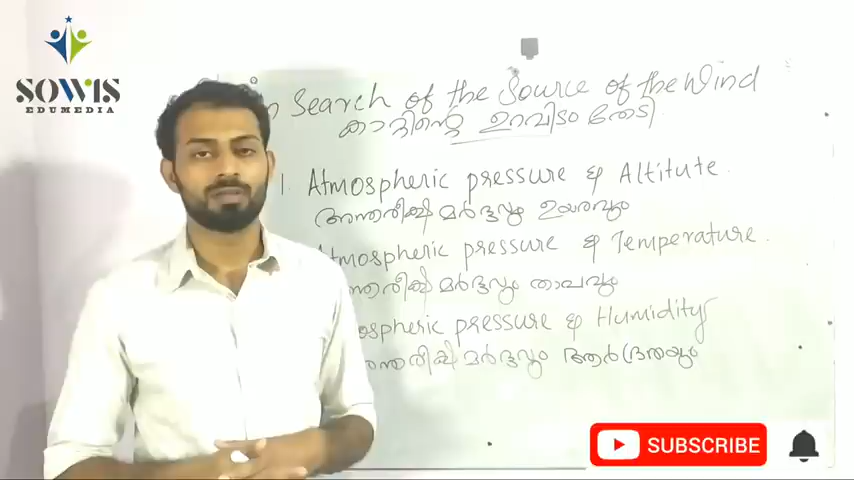 SOWiS
EDUMEDIA
in Search of the Source of the Wind
കാറ്റിന്റെ ഉറവിടം തേടി
1. Atmospheric pressure & Altitute
അന്തരീക്ഷ മർദ്ദവും ഉയരവും
Atmospheric pressure & Temperature
മർദ്ദവും താപവും
pressure & Humidity
മർദ്ദവും ആർദ്രതയും
SUBSCRIBE